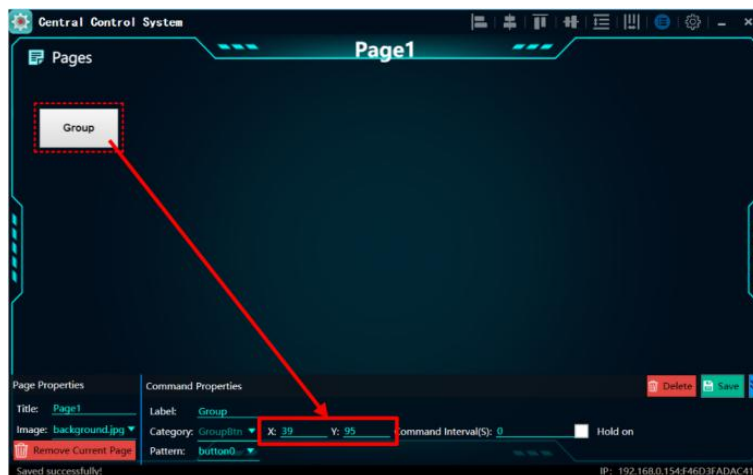 Central Control System
Page1
Pages
Group
Page Properties
Command Properties
Delete
Save
Title: Page1
Label: Group
Image: background.jpg
Category: GroupBtn
X: 39
Y: 95
Command Interval(S): 0
Hold on
Remove Current Page
Pattern: button0
Saved successfully!
IP: 192.168.0.154:F46D3FADAC41